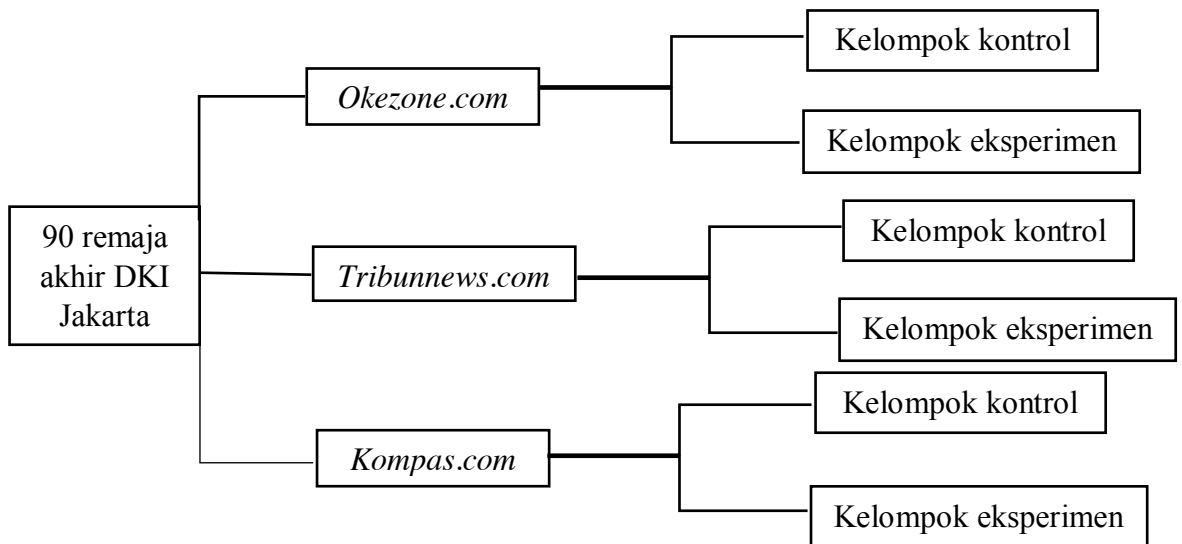 90 remaja
akhir DKI
Jakarta
Okezone.com
Kelompok kontrol
Kelompok eksperimen
Tribunnews.com
Kelompok kontrol
Kelompok eksperimen
Kompas.com
Kelompok kontrol
Kelompok eksperimen